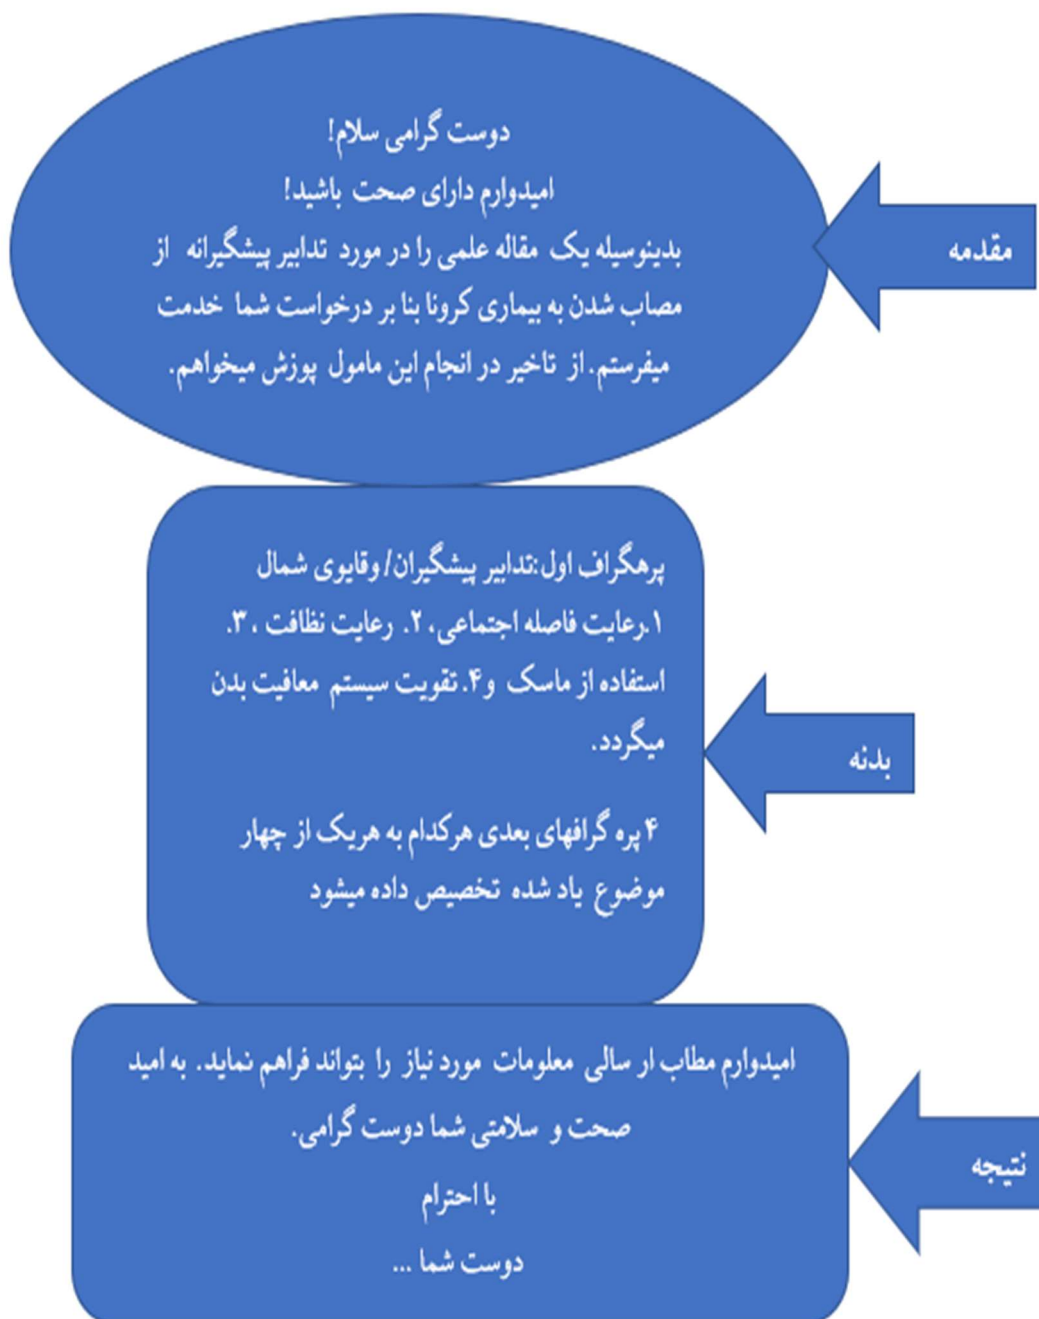 دوست گرامی سلام!
امیدوارم دارای صحت باشید!
بدینوسیله یک مقاله علمی را در مورد تدابیر پیشگیرانه از
مصاب شدن به بیماری کرونا بنا بر درخواست شما خدمت
میفرستم. از تاخیر در انجام این مامول پوزش میخواهم.
مقدمه
پرهگراف اول:تدابیر پیشگیران/ وقایوی شمال
۱.رعایت فاصله اجتماعی، ۲. رعایت نظافت ، ۳.
استفاده از ماسک و ۴. تقویت سیستم معافیت بدن
میگردد.
۴ پره گرافهای بعدی هرکدام به هریک از چهار
موضوع یاد شده تخصیص داده میشود
بدنه
امیدوارم مطاب ار سالی معلومات مورد نیاز را بتواند فراهم نماید. به امید
صحت و سلامتی شما دوست گرامی.
با احترام
دوست شما ...
نتیجه